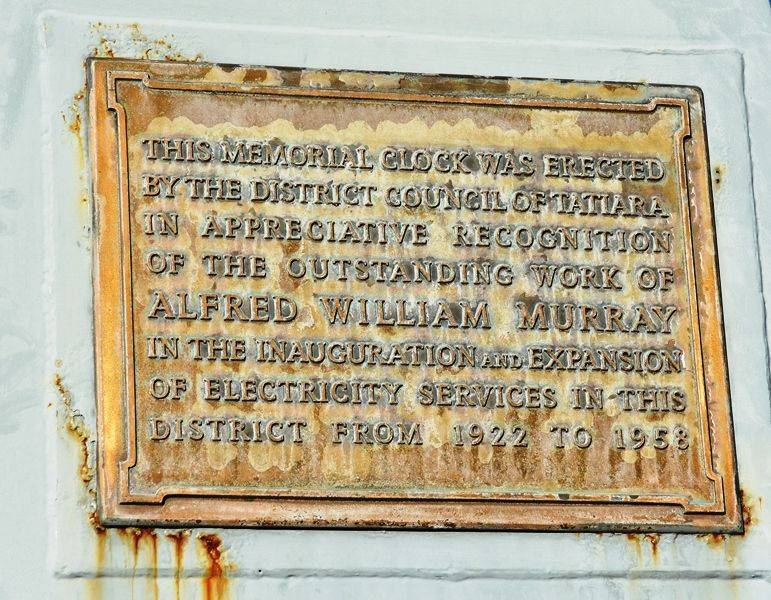 THIS MEMORIAL CLOCK WAS ERECTED
BY THE DISTRICT COUNCIL OF TATIARA
IN APPRECIATIVE RECOGNITION
OF THE OUTSTANDING WORK OF
ALFRED WILLIAM MURRAY
IN THE INAUGURATION AND EXPANSION
OF ELECTRICITY SERVICES IN THIS
DISTRICT FROM 1922 TO 1958